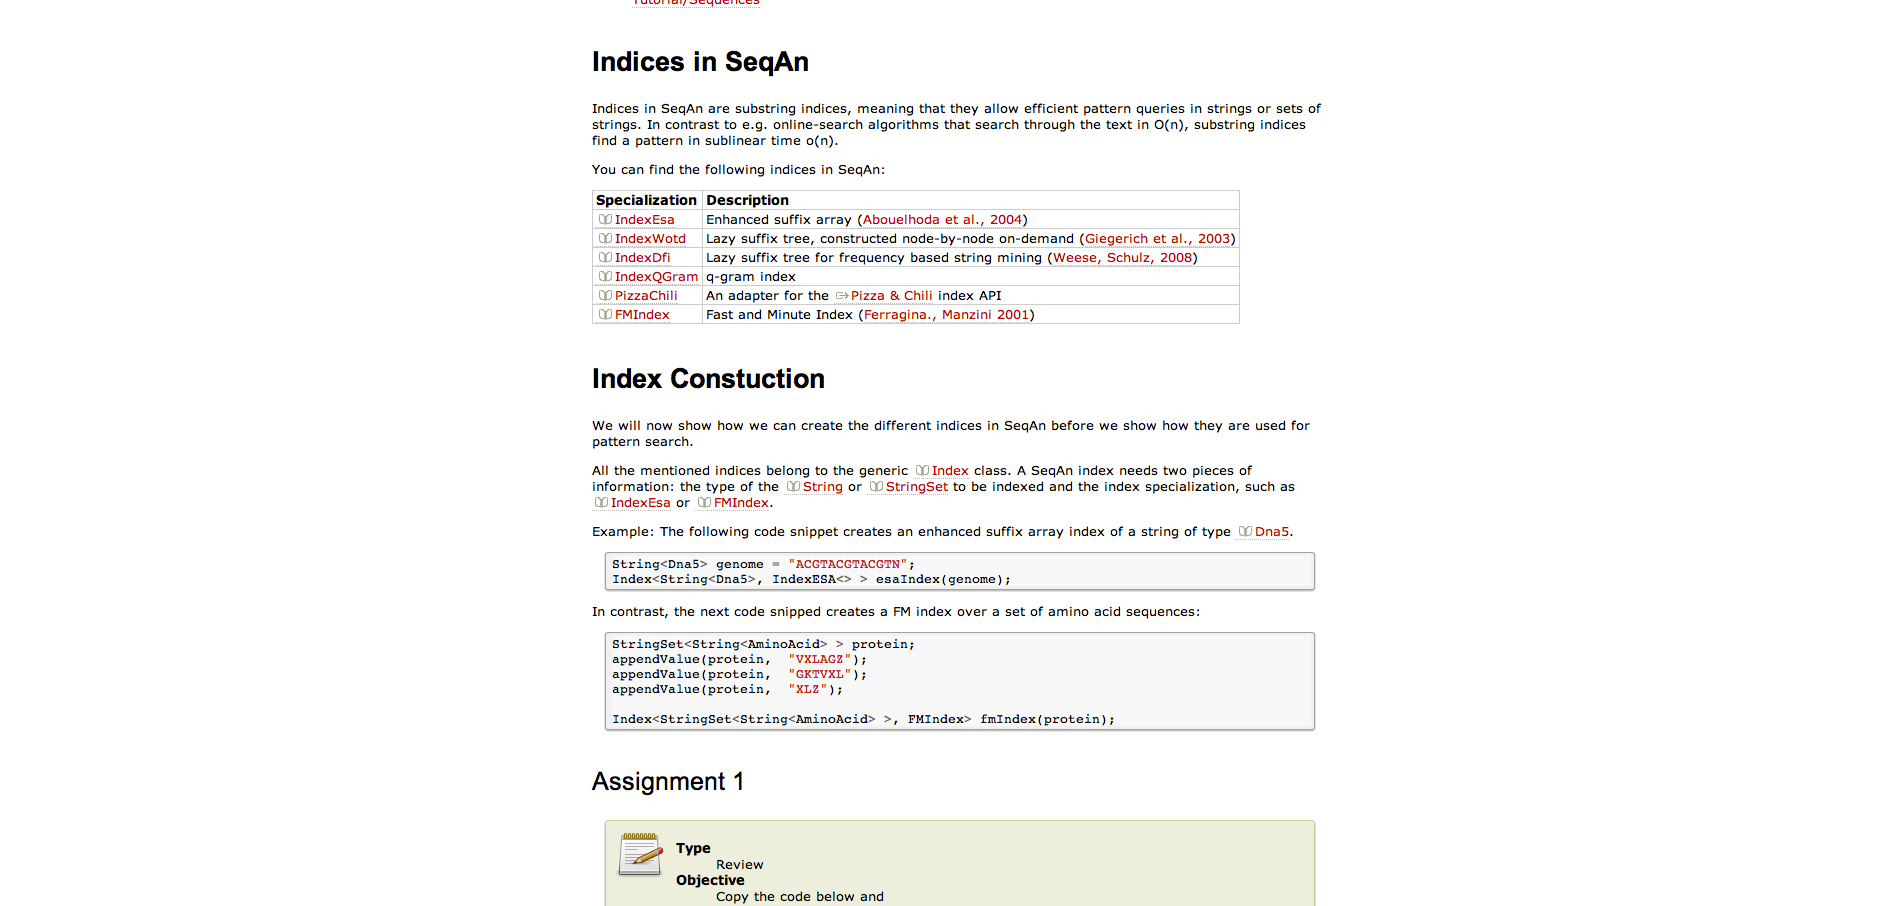 Tutorial/Sequences
Indices in SeqAn
Indices in SeqAn are substring indices, meaning that they allow efficient pattern queries in strings or sets of
strings. In contrast to e.g. online-search algorithms that search through the text in O(n), substring indices
find a pattern in sublinear time o(n).
You can find the following indices in SeqAn:
Specialization Description
IndexEsa Enhanced suffix array (Abouelhoda et al., 2004)
IndexWotd Lazy suffix tree, constructed node-by-node on-demand (Giegerich et al., 2003)
IndexDfi Lazy suffix tree for frequency based string mining (Weese, Schulz, 2008)
IndexQGram q-gram index
PizzaChili An adapter for the Pizza & Chili index API
FMIndex Fast and Minute Index (Ferragina., Manzini 2001)
Index Constuction
We will now show how we can create the different indices in SeqAn before we show how they are used for
pattern search.
All the mentioned indices belong to the generic Index class. A SeqAn index needs two pieces of
information: the type of the String or StringSet to be indexed and the index specialization, such as
IndexEsa or FMIndex.
Example: The following code snippet creates an enhanced suffix array index of a string of type Dna5.
String<Dna5> genome = "ACGTACGTACGTN";
Index<String<Dna5>, IndexESA<> > esaIndex(genome);
In contrast, the next code snipped creates a FM index over a set of amino acid sequences:
StringSet<String<AminoAcid> > protein;
appendValue(protein, "VXLAGZ");
appendValue(protein, "GKTVXL");
appendValue(protein, "XLZ");
Index<StringSet<String<AminoAcid> >, FMIndex> fmIndex(protein);
Assignment 1
Type
Review
Objective
Copy the code below and